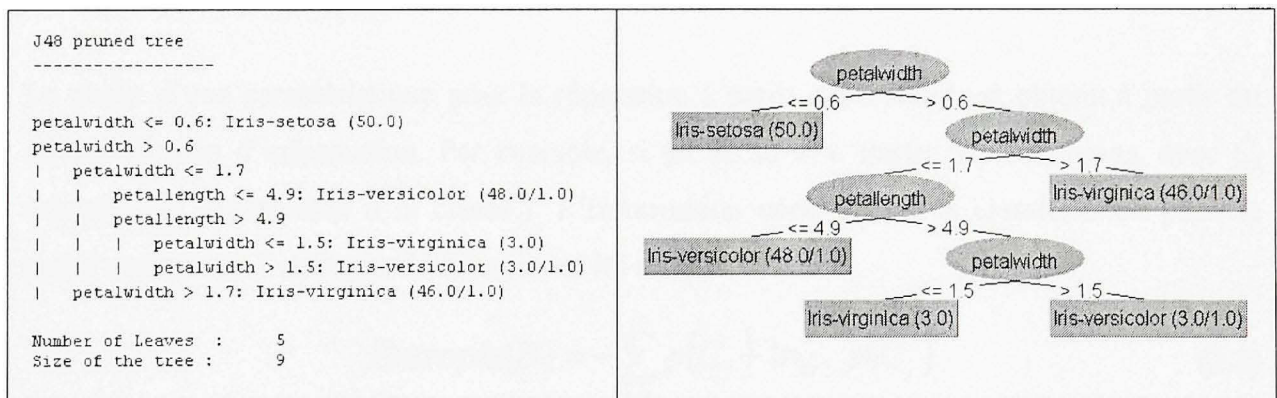 J48 pruned tree
------------------
petalwidth <= 0.6: Iris-setosa (50.0)
petalwidth > 0.6
|   petalwidth <= 1.7
|   |   petallength <= 4.9: Iris-versicolor (48.0/1.0)
|   |   petallength > 4.9
|   |   |   petalwidth <= 1.5: Iris-virginica (3.0)
|   |   |   petalwidth > 1.5: Iris-versicolor (3.0/1.0)
|   petalwidth > 1.7: Iris-virginica (46.0/1.0)
Number of Leaves  :     5
Size of the tree :      9
petalwidth
<= 0.6 > 0.6
Iris-setosa (50.0)
petalwidth
<= 1.7 > 1.7
petallength
Iris-virginica (46.0/1.0)
<= 4.9 > 4.9
Iris-versicolor (48.0/1.0)
petalwidth
<= 1.5 > 1.5
Iris-virginica (3.0)
Iris-versicolor (3.0/1.0)